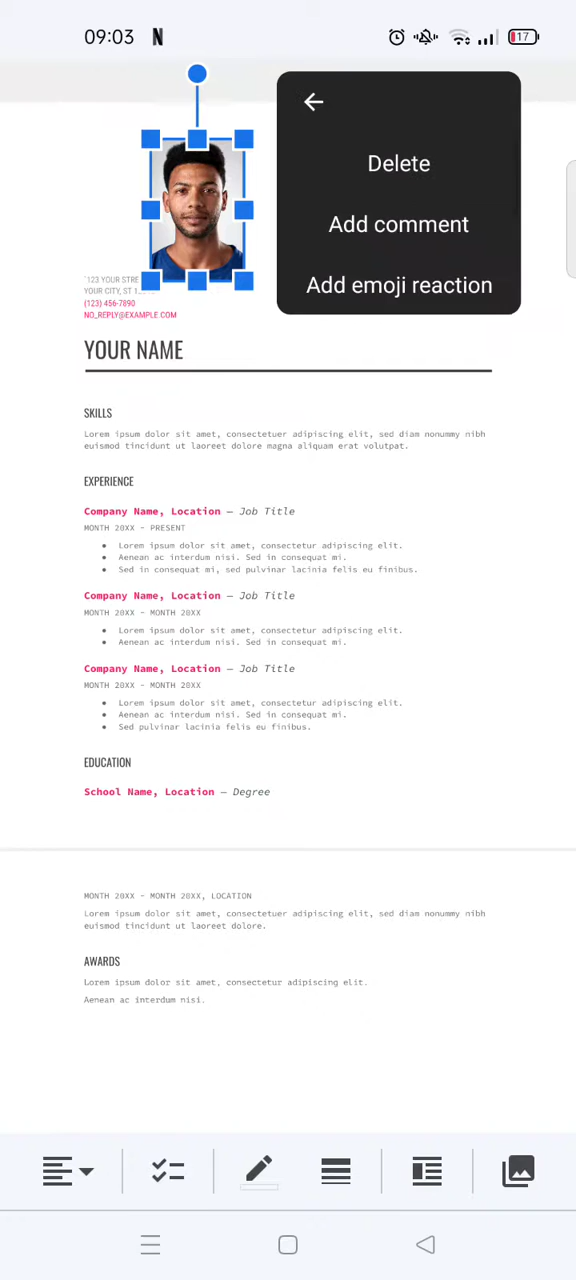 09:03 N 17
Delete
Add comment
Add emoji reaction
123 YOUR STRE
YOUR CITY, ST 1
(123) 456-7890
NO_REPLY@EXAMPLE.COM
YOUR NAME
SKILLS
Lorem ipsum dolor sit amet, consectetuer adipiscing elit, sed diam nonummy nibh
euismod tincidunt ut laoreet dolore magna aliquam erat volutpat.
EXPERIENCE
Company Name, Location — Job Title
MONTH 20XX - PRESENT
● Lorem ipsum dolor sit amet, consectetur adipiscing elit.
● Aenean ac interdum nisi. Sed in consequat mi.
● Sed in consequat mi, sed pulvinar lacinia felis eu finibus.
Company Name, Location — Job Title
MONTH 20XX - MONTH 20XX
● Lorem ipsum dolor sit amet, consectetur adipiscing elit.
● Aenean ac interdum nisi. Sed in consequat mi.
Company Name, Location — Job Title
MONTH 20XX - MONTH 20XX
● Lorem ipsum dolor sit amet, consectetur adipiscing elit.
● Aenean ac interdum nisi. Sed in consequat mi.
● Sed pulvinar lacinia felis eu finibus.
EDUCATION
School Name, Location — Degree
MONTH 20XX - MONTH 20XX, LOCATION
Lorem ipsum dolor sit amet, consectetuer adipiscing elit, sed diam nonummy nibh
euismod tincidunt ut laoreet dolore.
AWARDS
Lorem ipsum dolor sit amet, consectetur adipiscing elit.
Aenean ac interdum nisi.